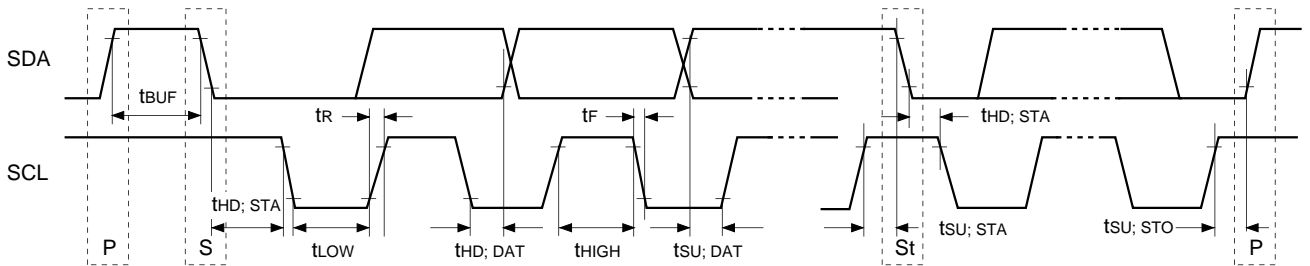 SDA
tBUF
tR
tF
tHD; STA
SCL
tHD; STA
tLOW
tHD; DAT
tHIGH
tSU; DAT
tSU; STA
tSU; STO
P
S
St
P